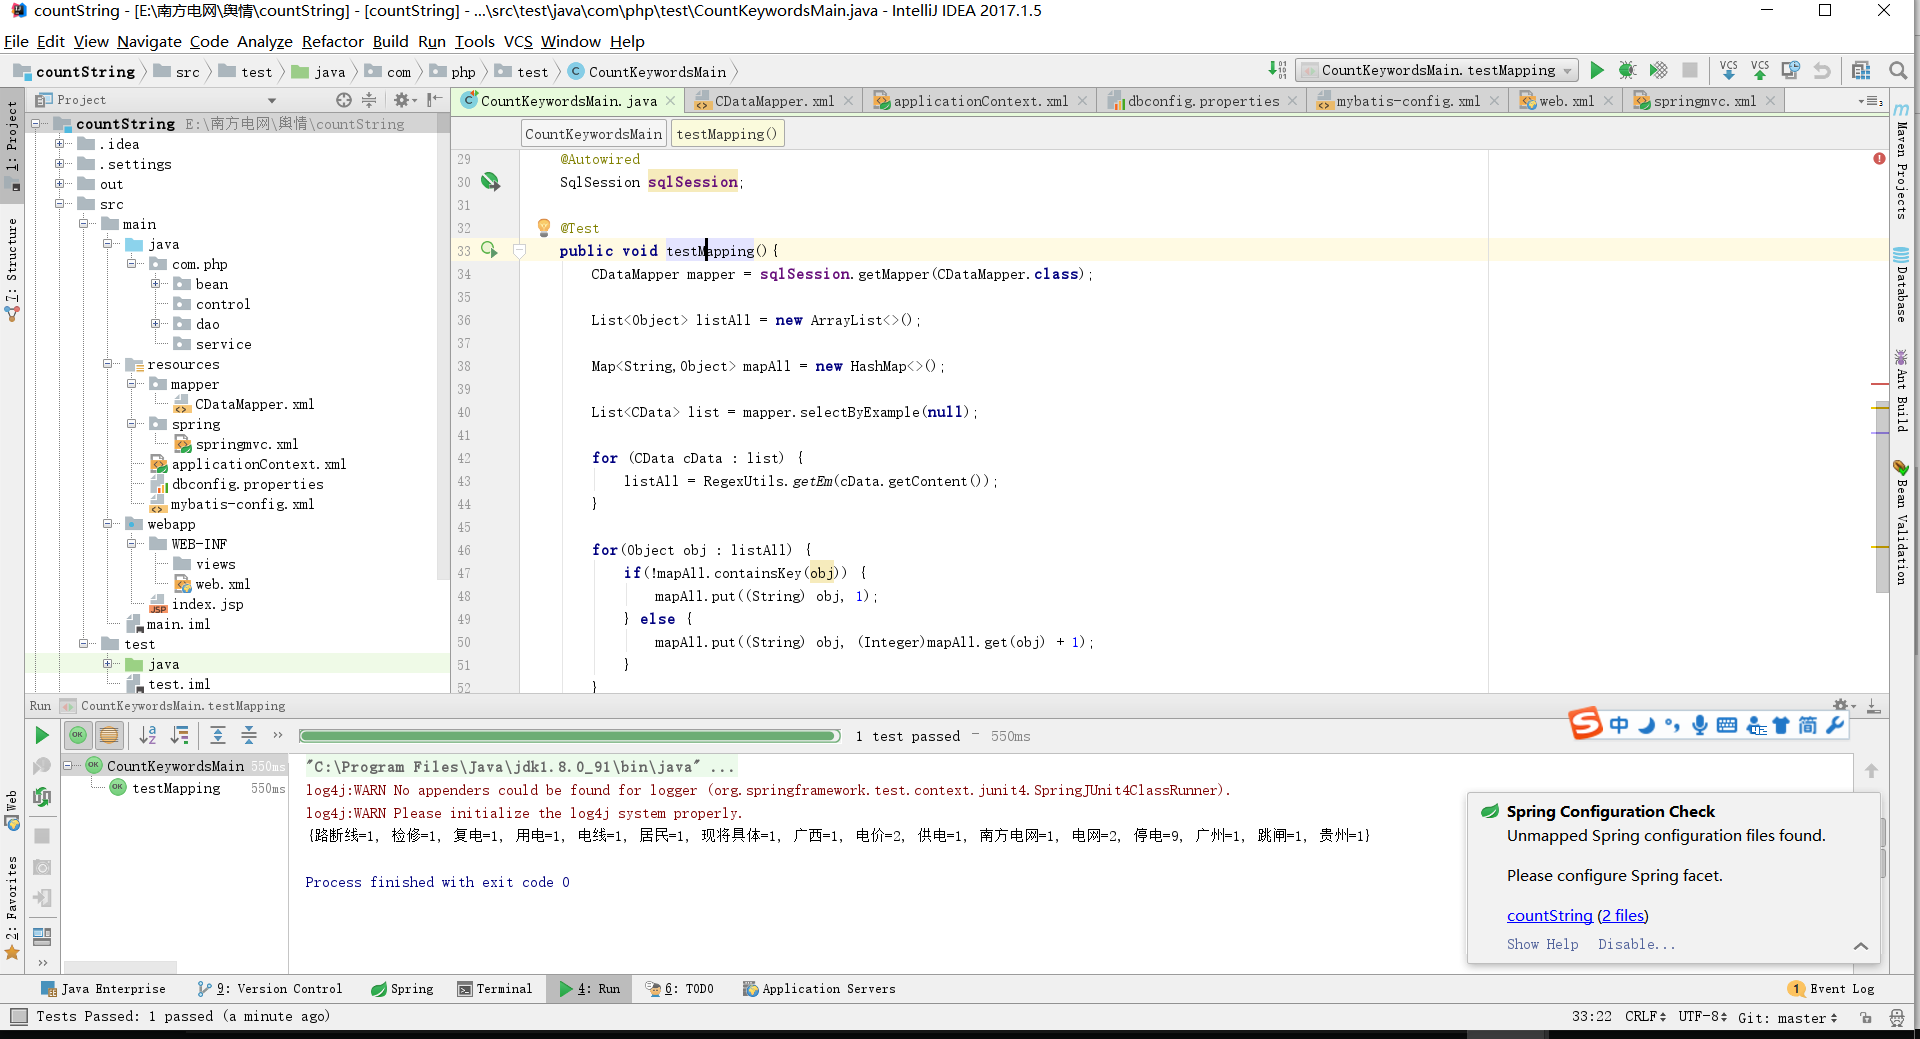 countString - [E:\南方电网\舆情\countString] - [countString] - ...\src\test\java\com\php\test\CountKeywordsMain.java - IntelliJ IDEA 2017.1.5
File Edit View Navigate Code Analyze Refactor Build Run Tools VCS Window Help
countString src test java com php test CountKeywordsMain CountKeywordsMain.testMapping VCS VCS
Project CountKeywordsMain.java CDataMapper.xml applicationContext.xml dbconfig.properties mybatis-config.xml web.xml springmvc.xml
countString E:\南方电网\舆情\countString
.idea
.settings
out
src
main
java
com.php
bean
control
dao
service
resources
mapper
CDataMapper.xml
spring
springmvc.xml
applicationContext.xml
dbconfig.properties
mybatis-config.xml
webapp
WEB-INF
views
web.xml
index.jsp
main.iml
test
java
test.iml
1: Project
7: Structure
Web
2: Favorites
CountKeywordsMain testMapping()
29 @Autowired
30 SqlSession sqlSession;
31
32 @Test
33 public void testMapping(){
34 CDataMapper mapper = sqlSession.getMapper(CDataMapper.class);
35
36 List<Object> listAll = new ArrayList<>();
37
38 Map<String,Object> mapAll = new HashMap<>();
39
40 List<CData> list = mapper.selectByExample(null);
41
42 for (CData cData : list) {
43 listAll = RegexUtils.getEm(cData.getContent());
44 }
45
46 for(Object obj : listAll) {
47 if(!mapAll.containsKey(obj)) {
48 mapAll.put((String) obj, 1);
49 } else {
50 mapAll.put((String) obj, (Integer)mapAll.get(obj) + 1);
51 }
52 }
Maven Projects
Database
Ant Build
Bean Validation
Run CountKeywordsMain.testMapping
1 test passed - 550ms
中 简
CountKeywordsMain 550ms
testMapping 550ms
"C:\Program Files\Java\jdk1.8.0_91\bin\java" ...
log4j:WARN No appenders could be found for logger (org.springframework.test.context.junit4.SpringJUnit4ClassRunner).
log4j:WARN Please initialize the log4j system properly.
{路断线=1, 检修=1, 复电=1, 用电=1, 电线=1, 居民=1, 现将具体=1, 广西=1, 电价=2, 供电=1, 南方电网=1, 电网=2, 停电=9, 广州=1, 跳闸=1, 贵州=1}
Process finished with exit code 0
Spring Configuration Check
Unmapped Spring configuration files found.
Please configure Spring facet.
countString (2 files)
Show Help Disable...
Java Enterprise 9: Version Control Spring Terminal 4: Run 6: TODO Application Servers 1 Event Log
Tests Passed: 1 passed (a minute ago) 33:22 CRLF UTF-8 Git: master